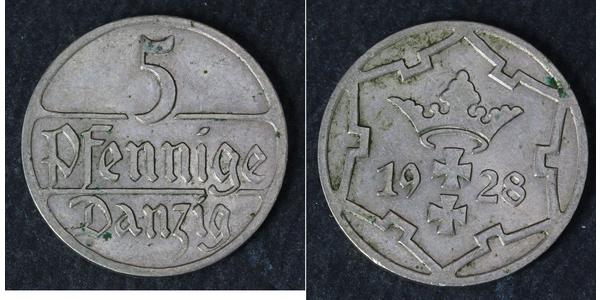 5
Pfennige
Danzig
19 28